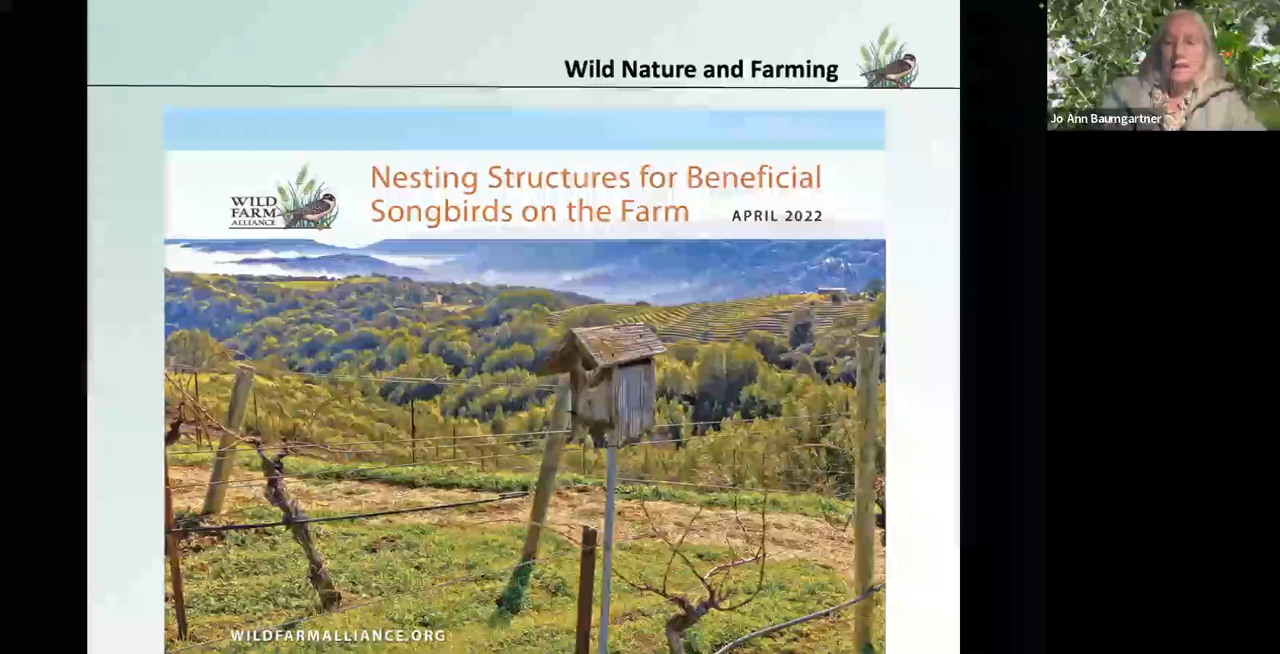 Wild Nature and Farming
Jo Ann Baumgartner
WILD
FARM
ALLIANCE
Nesting Structures for Beneficial
Songbirds on the Farm
APRIL 2022
WILDFARMALLIANCE.ORG